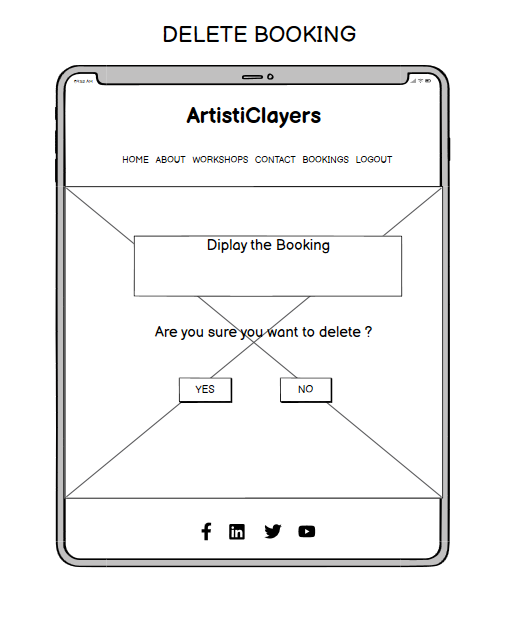 DELETE BOOKING
ArtistiClayers
HOME ABOUT WORKSHOPS CONTACT BOOKINGS LOGOUT
Diplay the Booking
Are you sure you want to delete ?
YES NO